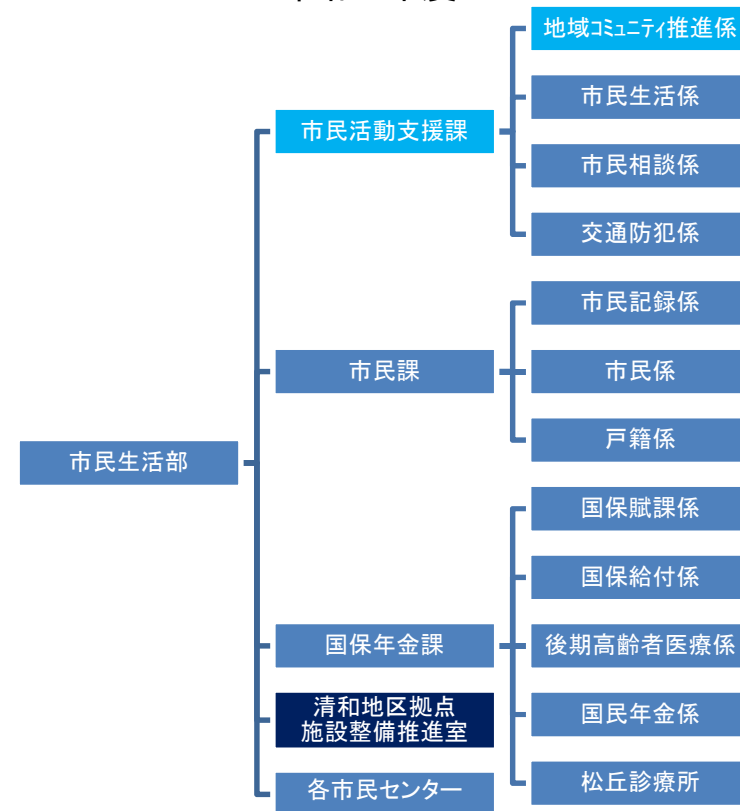 地域コミュニティ推進係
市民活動支援課
市民生活係
市民相談係
交通防犯係
市民記録係
市民課
市民係
戸籍係
市民生活部
国保賦課係
国保給付係
国保年金課
後期高齢者医療係
清和地区拠点
施設整備推進室
国民年金係
各市民センター
松丘診療所